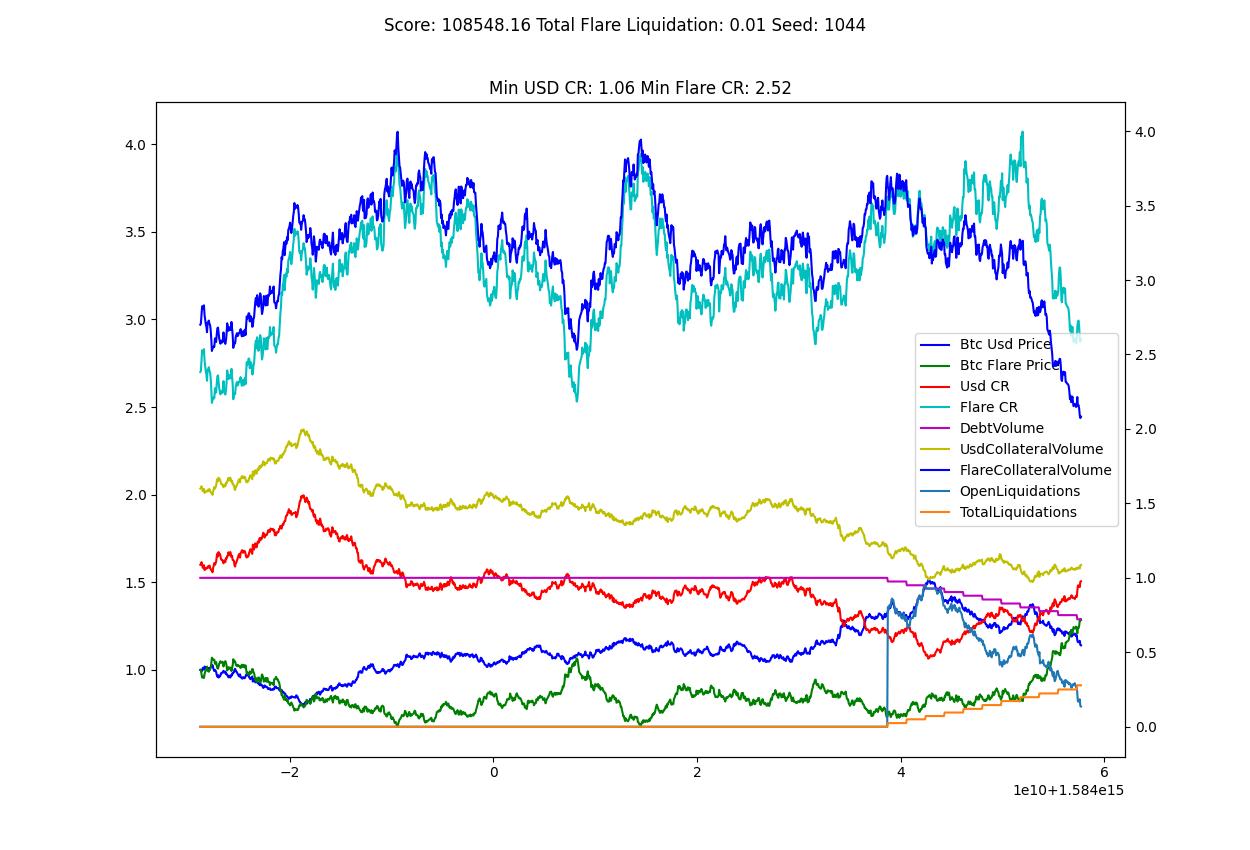 Score: 108548.16 Total Flare Liquidation: 0.01 Seed: 1044
Min USD CR: 1.06 Min Flare CR: 2.52
4.0
3.5
3.0
2.5
2.0
1.5
1.0
4.0
3.5
3.0
2.5
2.0
1.5
1.0
0.5
0.0
Btc Usd Price
Btc Flare Price
Usd CR
Flare CR
DebtVolume
UsdCollateralVolume
FlareCollateralVolume
OpenLiquidations
TotalLiquidations
−2
0
2
4
6
1e10+1.584e15